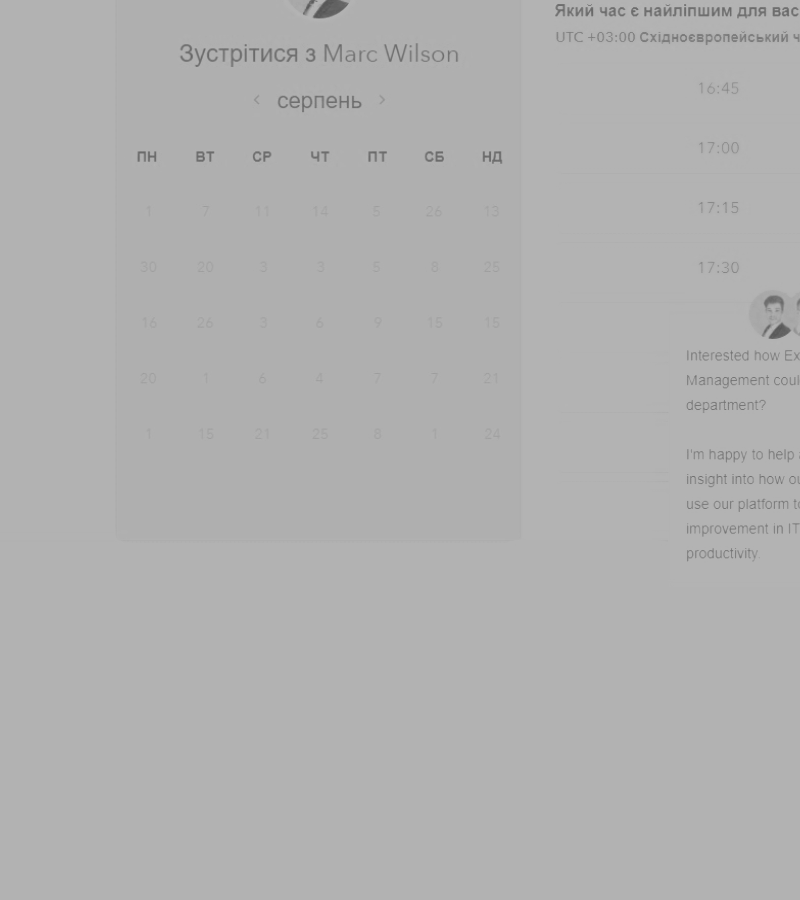 Зустрітися з Marc Wilson
< серпень >
ПН ВТ СР ЧТ ПТ СБ НД
1 7 11 14 5 26 13
30 20 3 3 5 8 25
16 26 3 6 9 15 15
20 1 6 4 7 7 21
1 15 21 25 8 1 24
Який час є найліпшим для вас
UTC +03:00 Східноєвропейський ч
16:45
17:00
17:15
17:30
Interested how Ex
Management coul
department?
I'm happy to help
insight into how ou
use our platform to
improvement in IT
productivity.